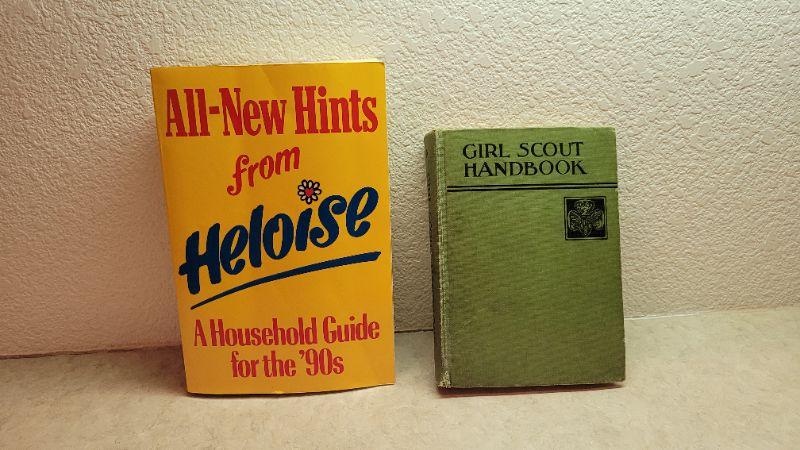 All-New Hints
from
Heloise
A Household Guide
for the '90s
GIRL SCOUT
HANDBOOK